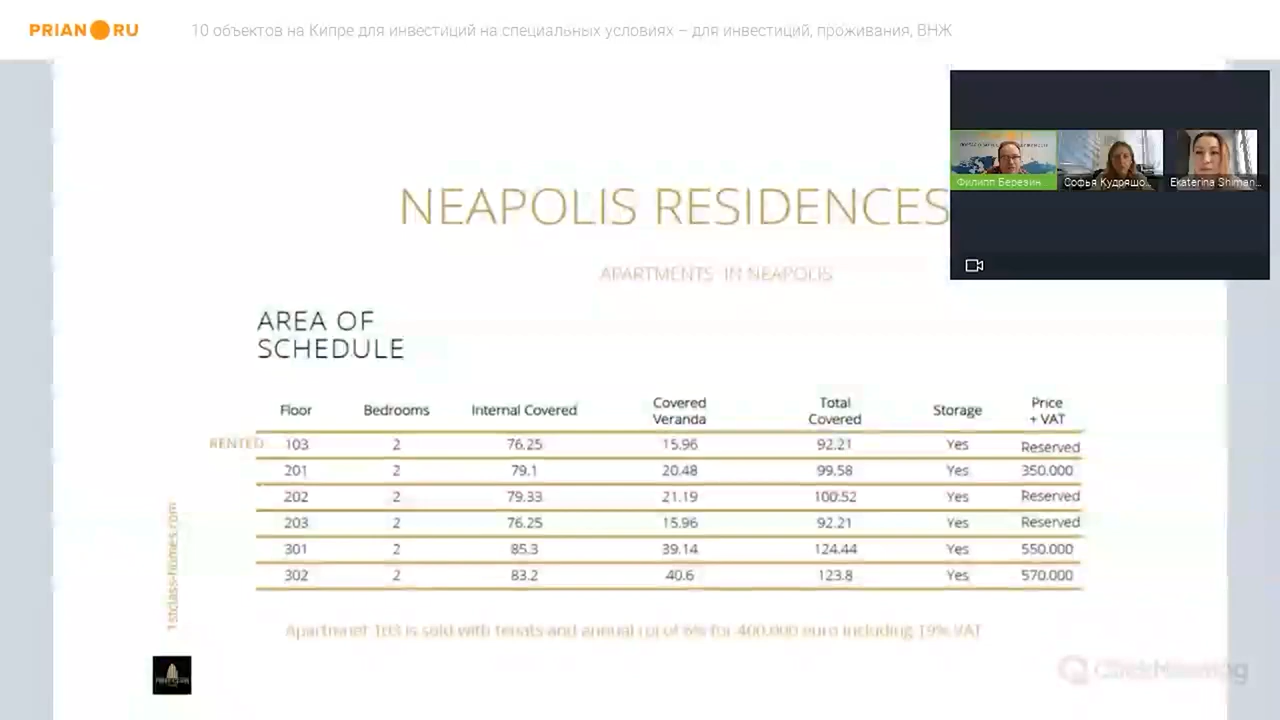 PRIAN RU
10 объектов на Кипре для инвестиций на специальных условиях – для инвестиций, проживания, ВНЖ
Филипп Березин
Софья Кудряшо...
Ekaterina Shiman...
NEAPOLIS RESIDENCES
APARTMENTS IN NEAPOLIS
AREA OF
SCHEDULE
Floor Bedrooms Internal Covered Covered Veranda Total Covered Storage Price + VAT
RENTED 103 2 76.25 15.96 92.21 Yes Reserved
201 2 79.1 20.48 99.58 Yes 350.000
202 2 79.33 21.19 100.52 Yes Reserved
203 2 76.25 15.96 92.21 Yes Reserved
301 2 85.3 39.14 124.44 Yes 550.000
302 2 83.2 40.6 123.8 Yes 570.000
1stclass-homes.com
Apartmet 103 is sold with tenats and annual roi of 6% for 400.000 euro including 19% VAT